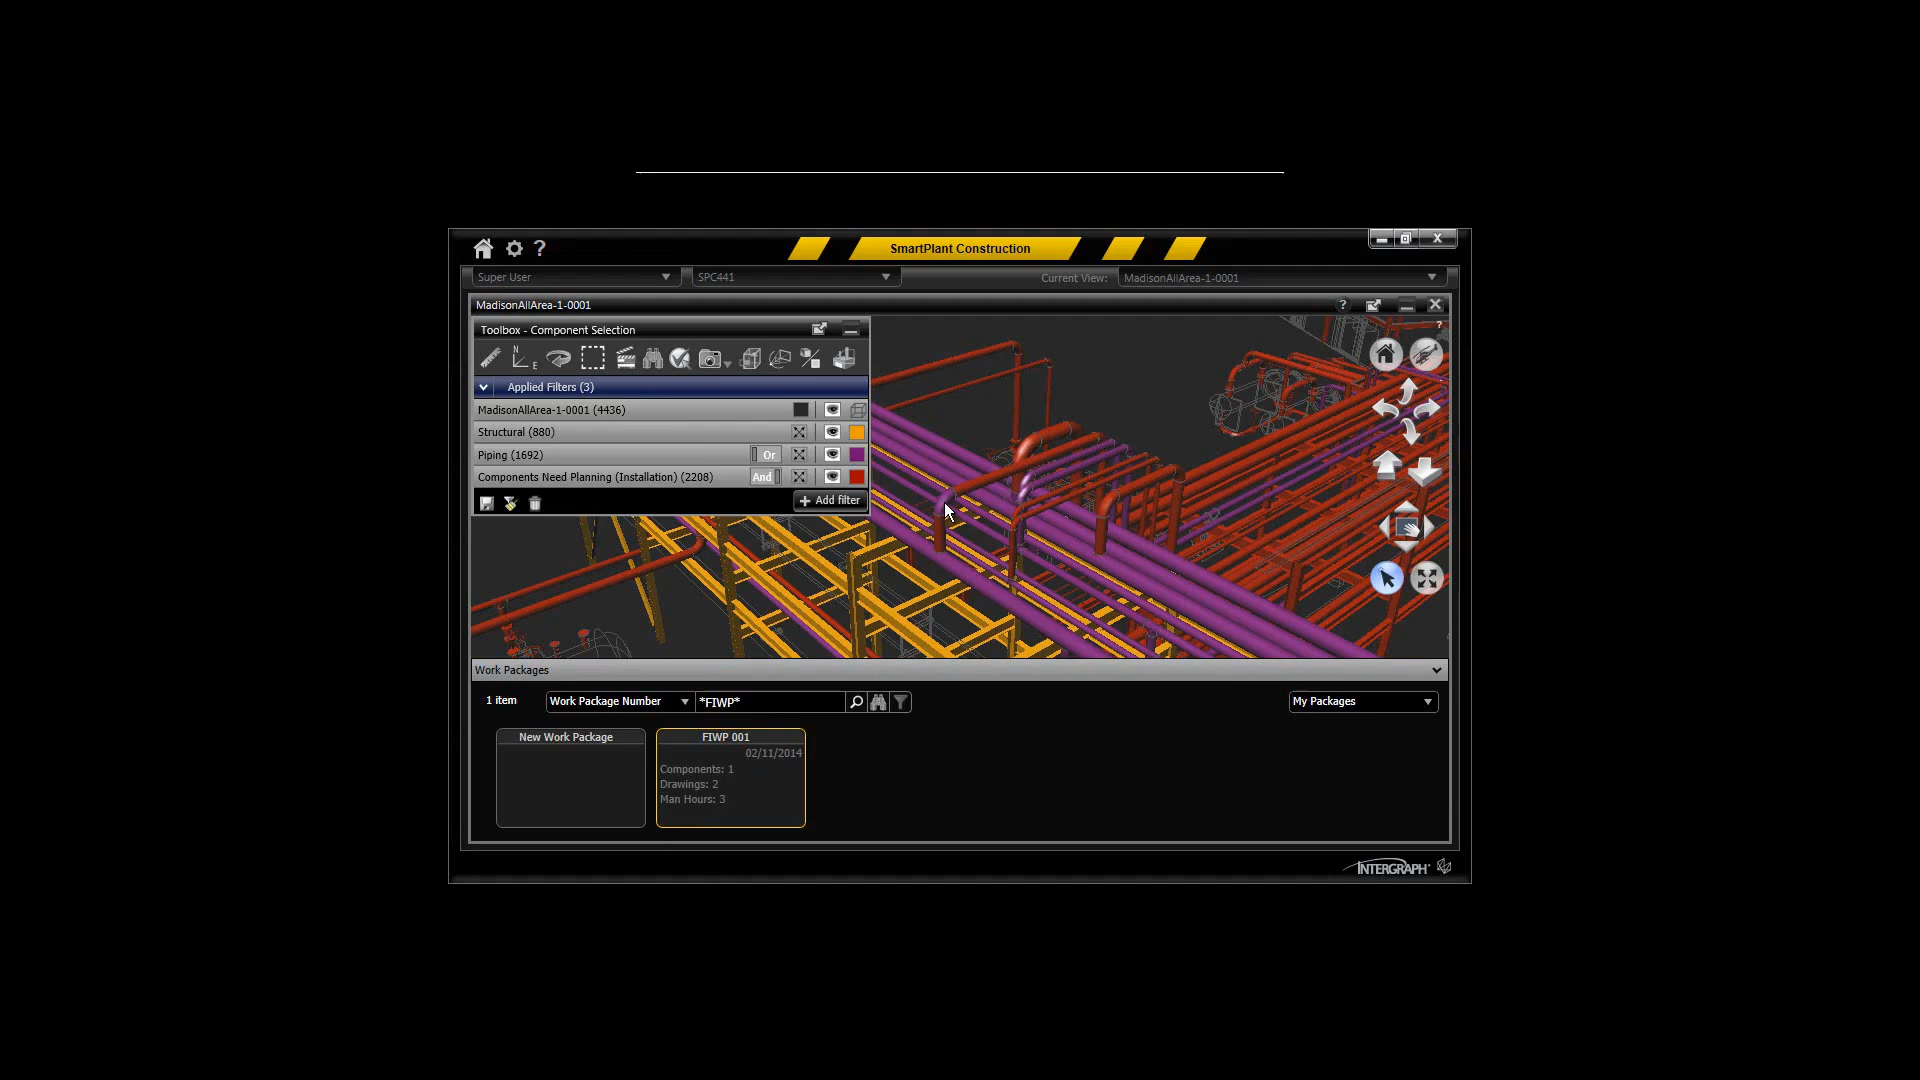 ?
SmartPlant Construction
X
Super User
SPC441
Current View:
MadisonAllArea-1-0001
MadisonAllArea-1-0001
?
Toolbox - Component Selection
?
N
E
Applied Filters (3)
MadisonAllArea-1-0001 (4436)
Structural (880)
Piping (1692)
Or
Components Need Planning (Installation) (2208)
And
+ Add filter
Work Packages
1 item
Work Package Number
*FIWP*
My Packages
New Work Package
FIWP 001
02/11/2014
Components: 1
Drawings: 2
Man Hours: 3
INTERGRAPH